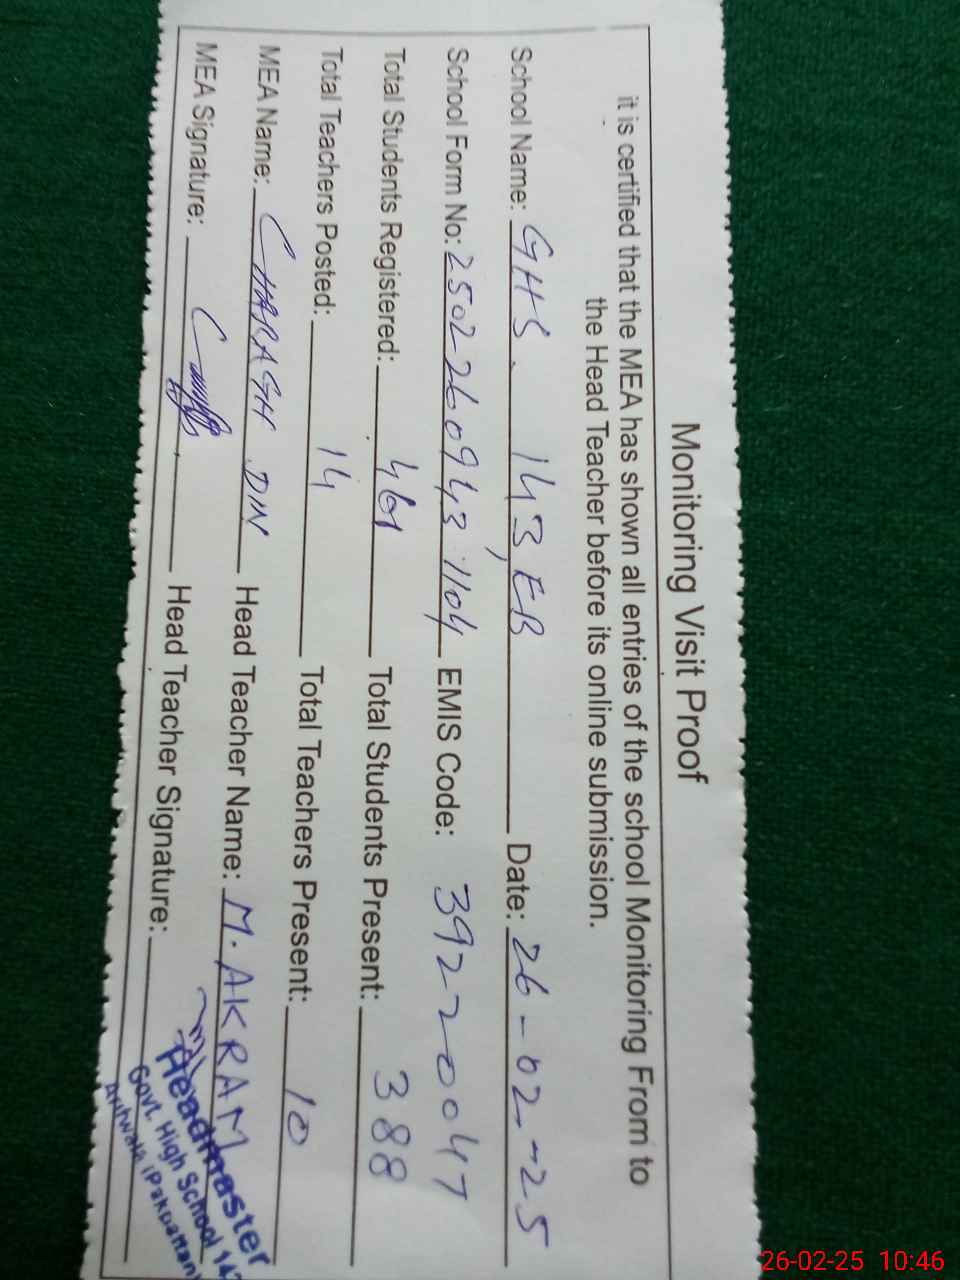 Monitoring Visit Proof
it is certified that the MEA has shown all entries of the school Monitoring From to
the Head Teacher before its online submission.
School Name: GHS. 143, EB Date: 26-02-25
School Form No: 2502260943 1104 EMIS Code: 39220047
Total Students Registered: 461 Total Students Present: 388
Total Teachers Posted: 14 Total Teachers Present: 10
MEA Name: CHARAGH DIN Head Teacher Name: M. AKRAM
MEA Signature: Head Teacher Signature:
Headmaster
Govt. High School 14
Arifwala (Pakpattan)
26-02-25 10:46